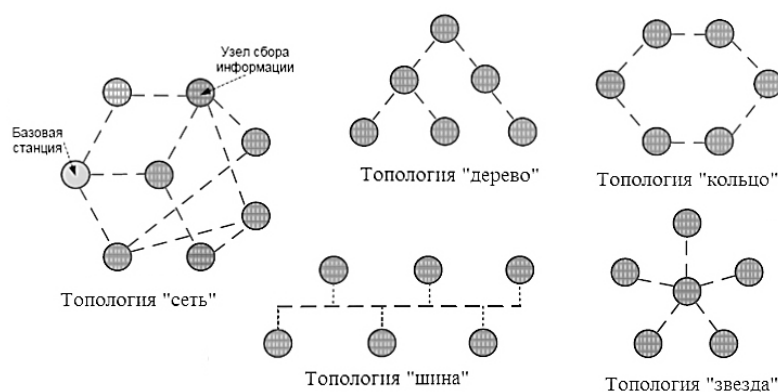 Узел сбора
информации
Базовая
станция
Топология "сеть"
Топология "дерево"
Топология "кольцо"
Топология "шина"
Топология "звезда"